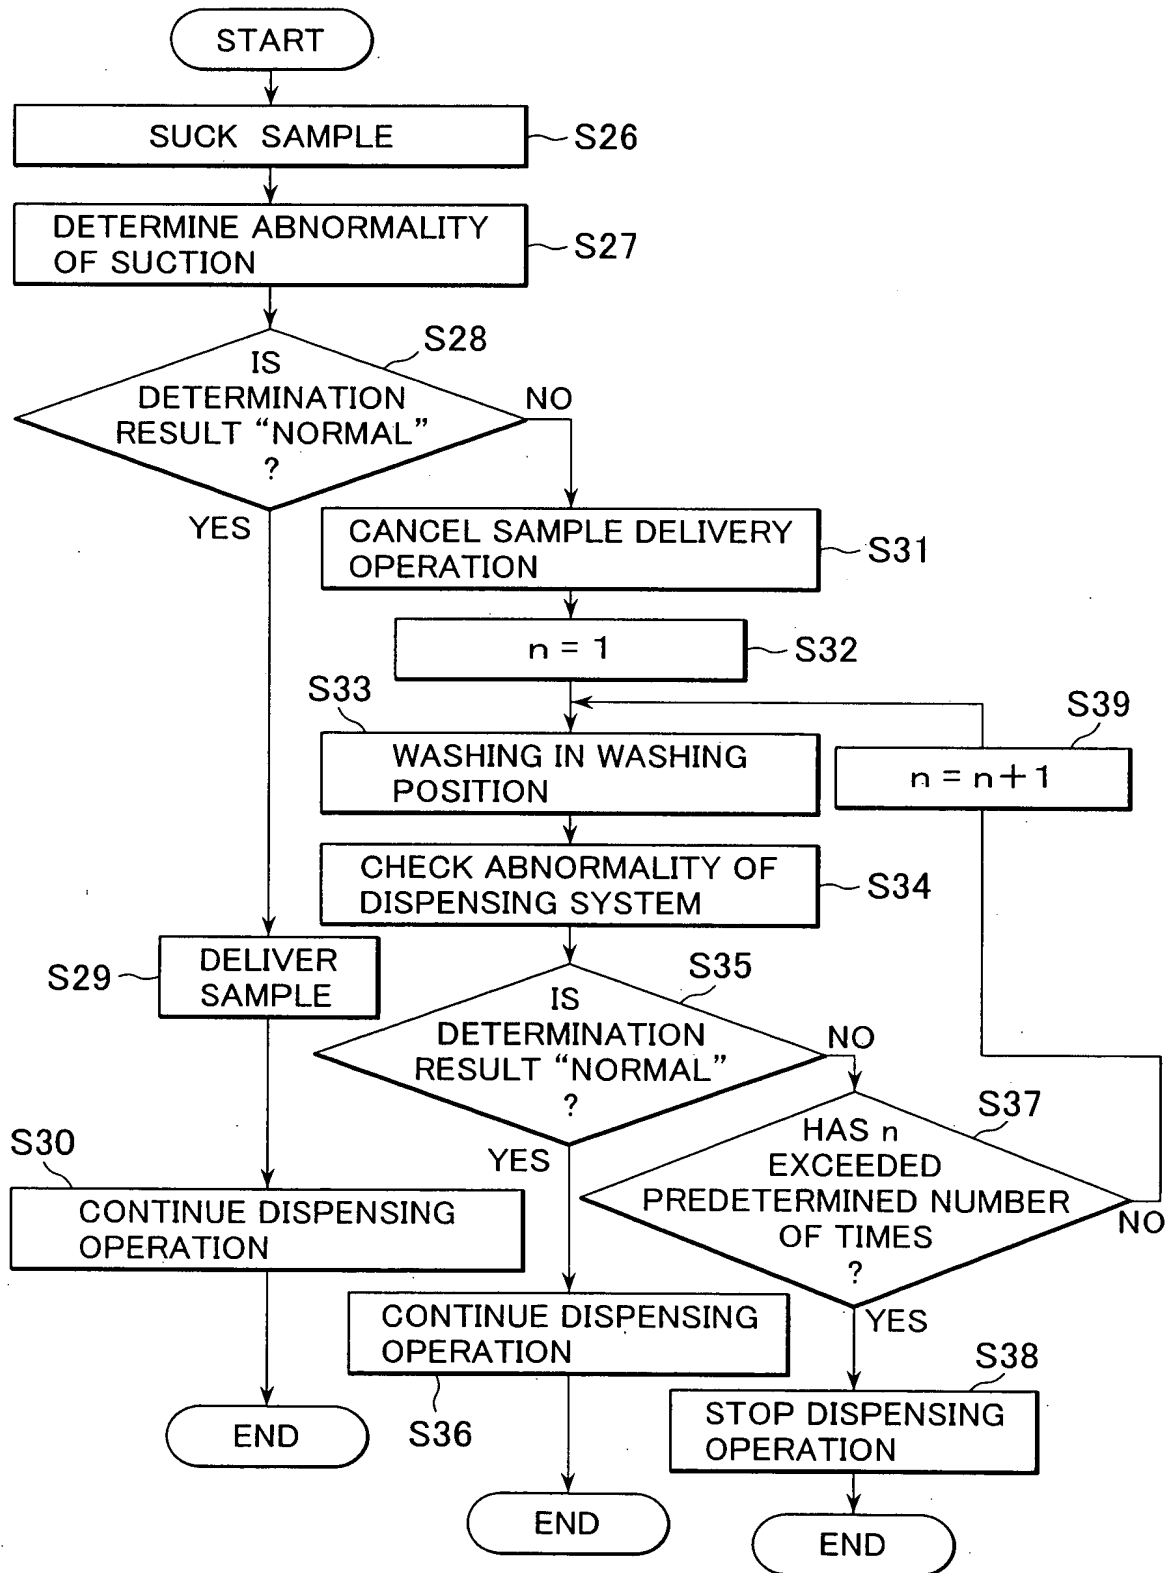 START
SUCK SAMPLE
S26
DETERMINE ABNORMALITY
OF SUCTION
S27
S28
IS
DETERMINATION
RESULT “NORMAL”
?
NO
YES
CANCEL SAMPLE DELIVERY
OPERATION
S31
n = 1
S32
S33
WASHING IN WASHING
POSITION
S39
n = n + 1
CHECK ABNORMALITY OF
DISPENSING SYSTEM
S34
S29
DELIVER
SAMPLE
S35
IS
DETERMINATION
RESULT “NORMAL”
?
NO
YES
S37
HAS n
EXCEEDED
PREDETERMINED NUMBER
OF TIMES
?
NO
YES
S30
CONTINUE DISPENSING
OPERATION
END
CONTINUE DISPENSING
OPERATION
S36
END
S38
STOP DISPENSING
OPERATION
END